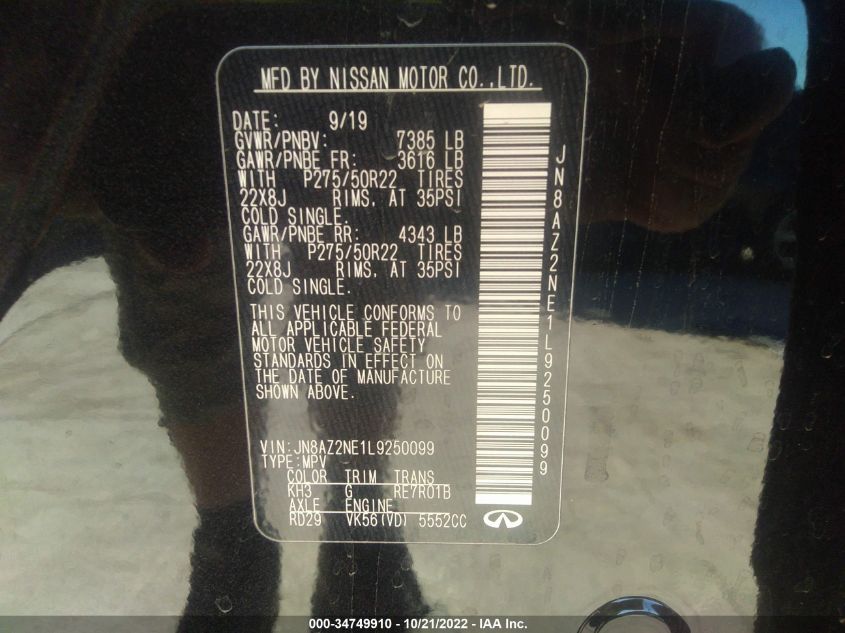 MFD BY NISSAN MOTOR CO.,LTD.
DATE: 9/19
GVWR/PNBV: 7385 LB
GAWR/PNBE FR: 3616 LB
WITH P275/50R22 TIRES
22X8J RIMS. AT 35PSI
COLD SINGLE.
GAWR/PNBE RR: 4343 LB
WITH P275/50R22 TIRES
22X8J RIMS. AT 35PSI
COLD SINGLE.
THIS VEHICLE CONFORMS TO
ALL APPLICABLE FEDERAL
MOTOR VEHICLE SAFETY
STANDARDS IN EFFECT ON
THE DATE OF MANUFACTURE
SHOWN ABOVE.
VIN:JN8AZ2NE1L9250099
TYPE:MPV
COLOR TRIM TRANS
KH3 G RE7R01B
AXLE ENGINE
RD29 VK56(VD) 5552CC
JN8AZ2NE1L9250099
000-34749910 - 10/21/2022 - IAA Inc.